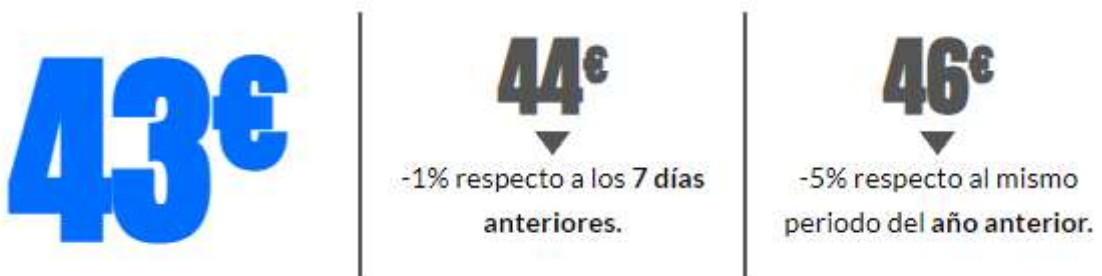 43€
44€
-1% respecto a los 7 días
anteriores.
46€
-5% respecto al mismo
periodo del año anterior.